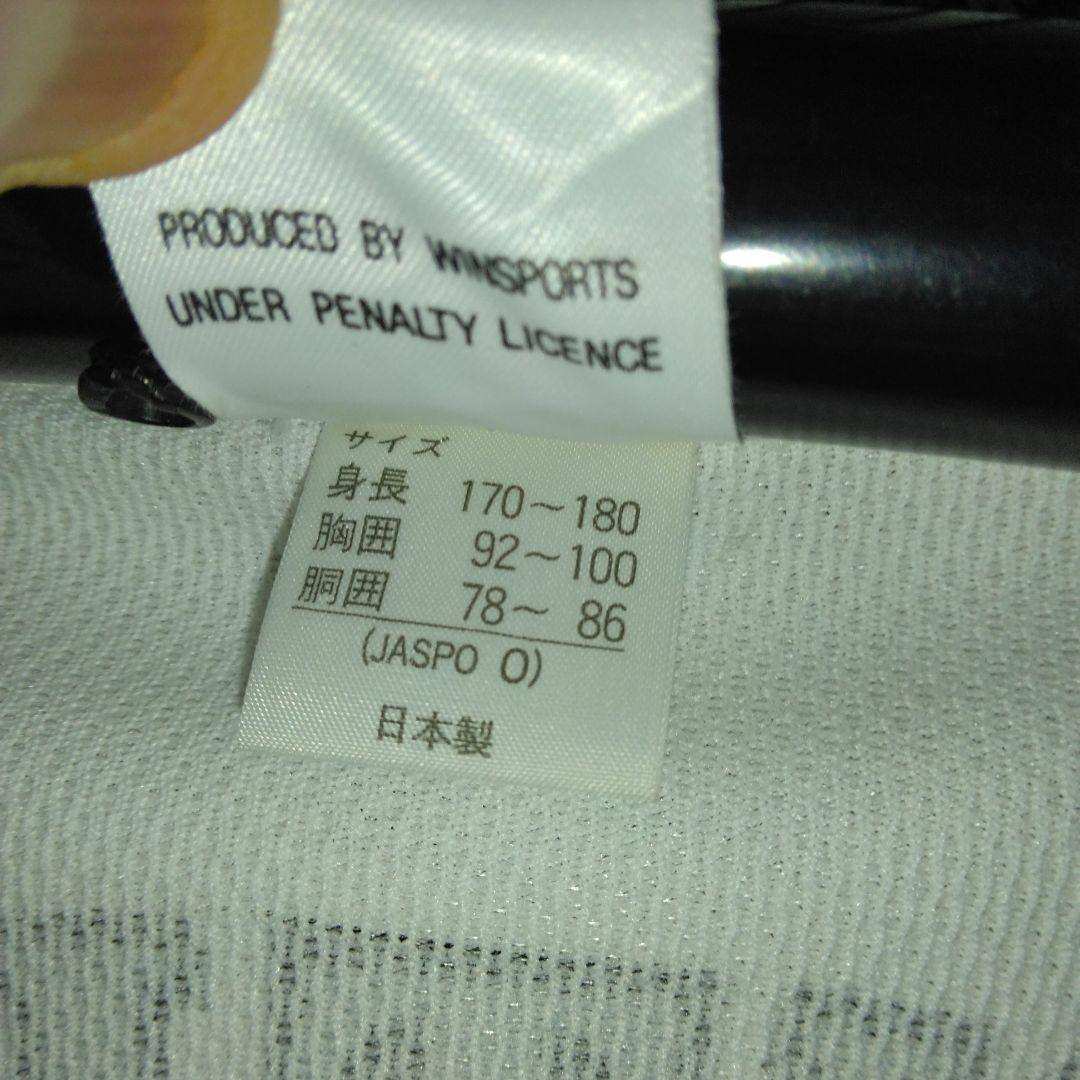 PRODUCED BY WINSPORTS
UNDER PENALTY LICENCE
サイズ
身長 170～180
胸囲 92～100
胴囲 78～ 86
(JASPO O)
日本製